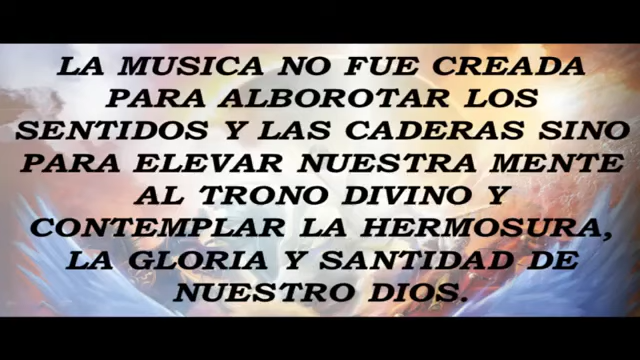 LA MUSICA NO FUE CREADA
PARA ALBOROTAR LOS
SENTIDOS Y LAS CADERAS SINO
PARA ELEVAR NUESTRA MENTE
AL TRONO DIVINO Y
CONTEMPLAR LA HERMOSURA,
LA GLORIA Y SANTIDAD DE
NUESTRO DIOS.